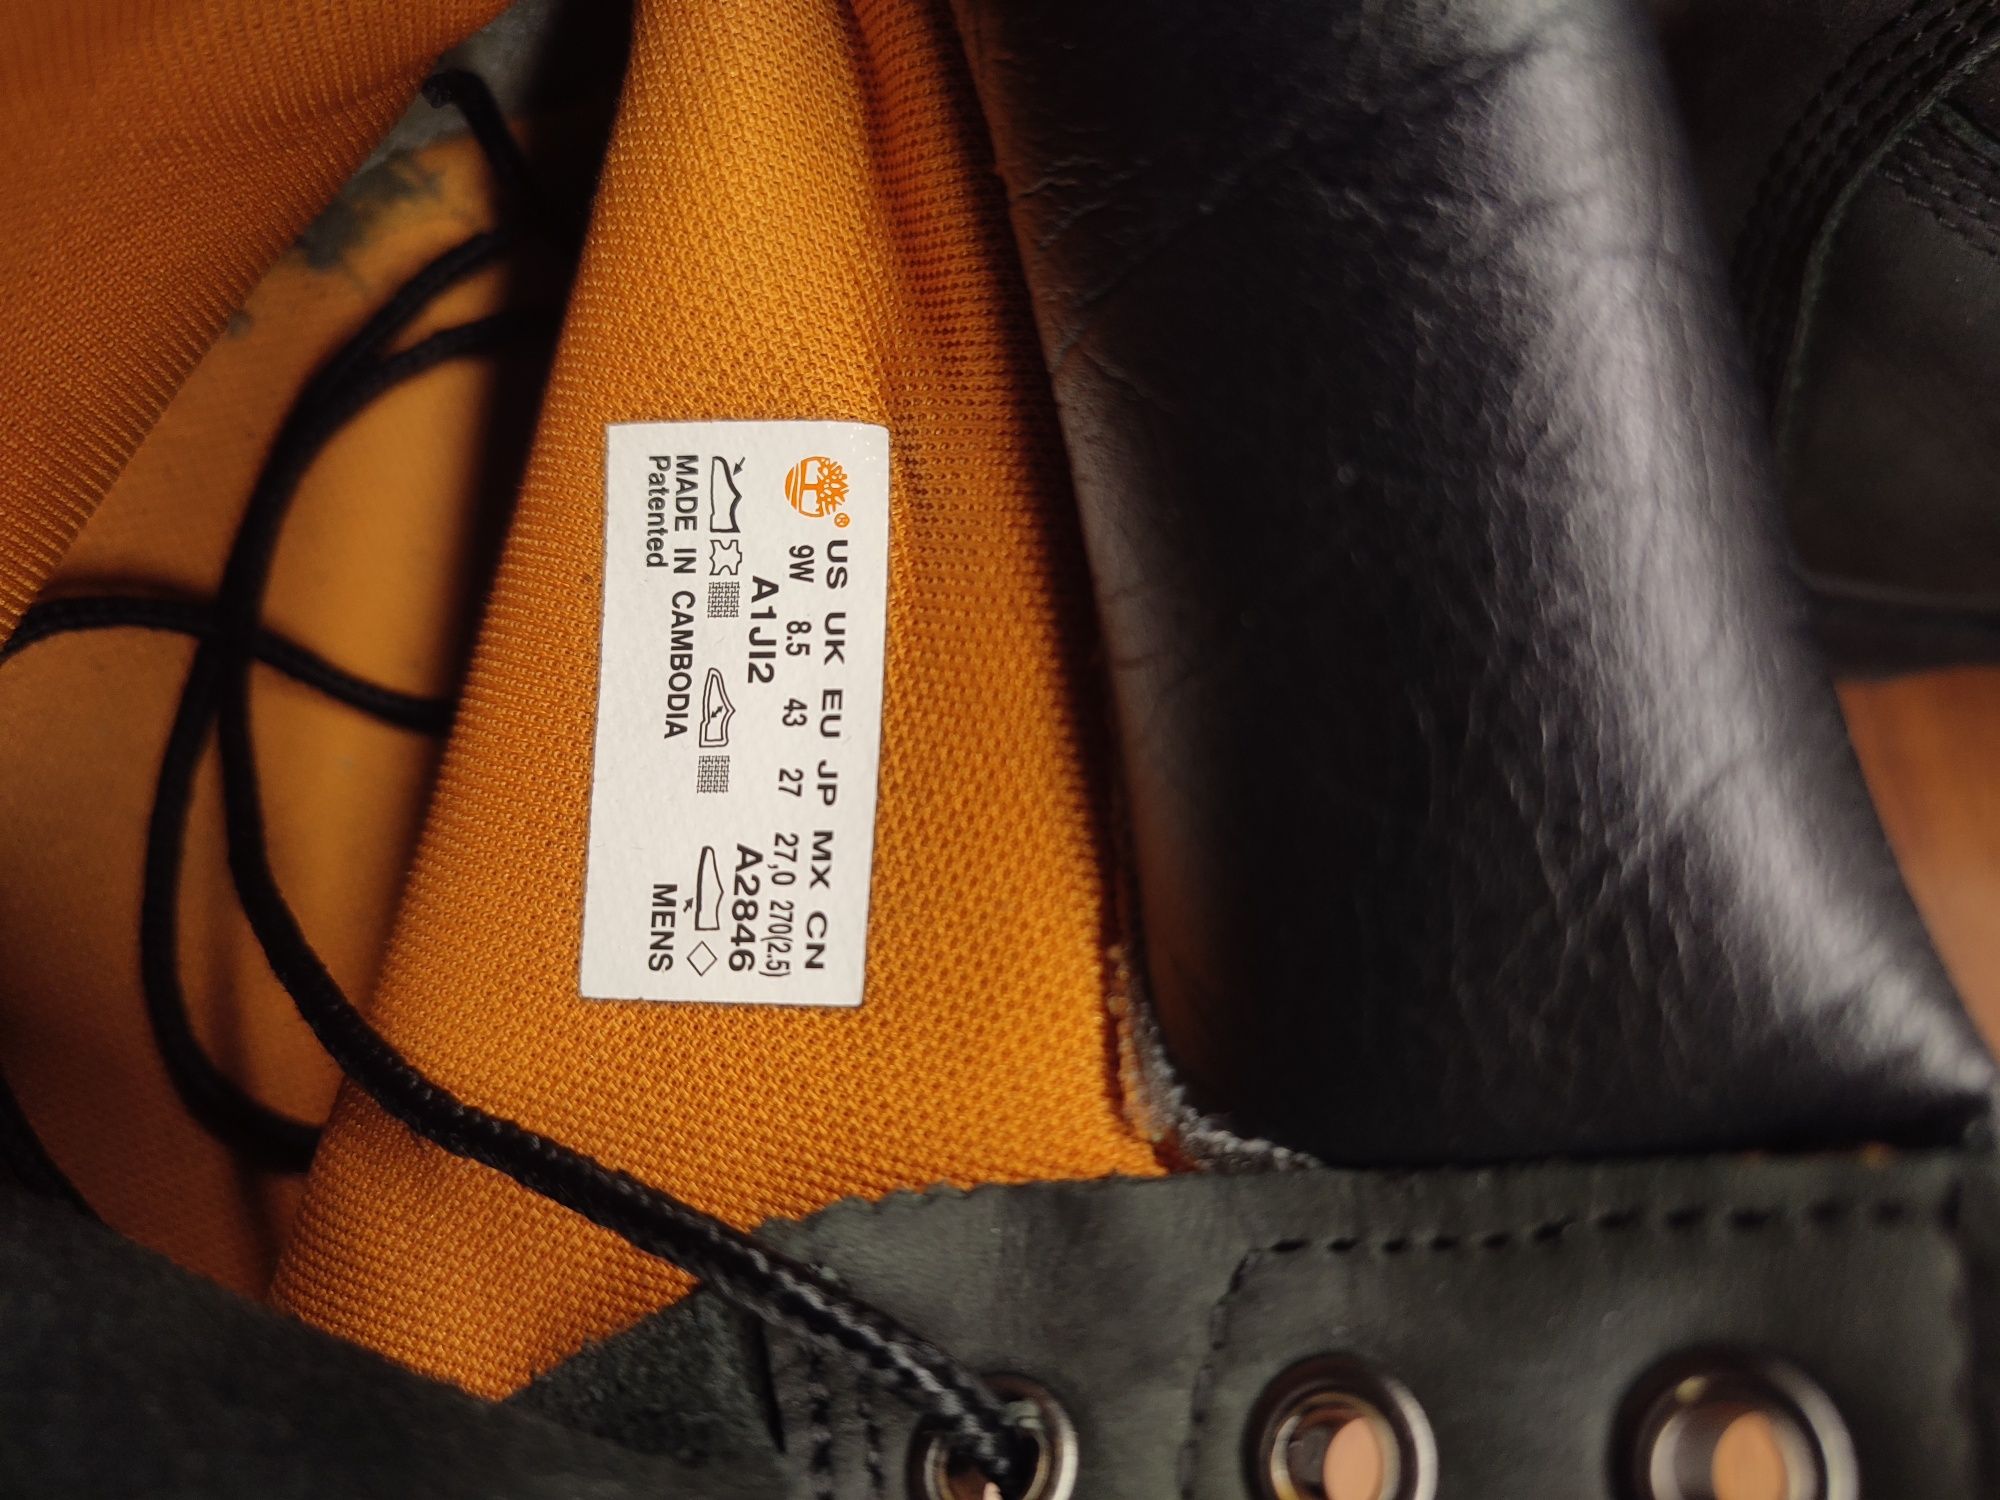 ® US UK EU JP MX CN
9W 8.5 43 27 27,0 270(2.5)
A1JI2 A2846
MADE IN CAMBODIA
Patented MENS